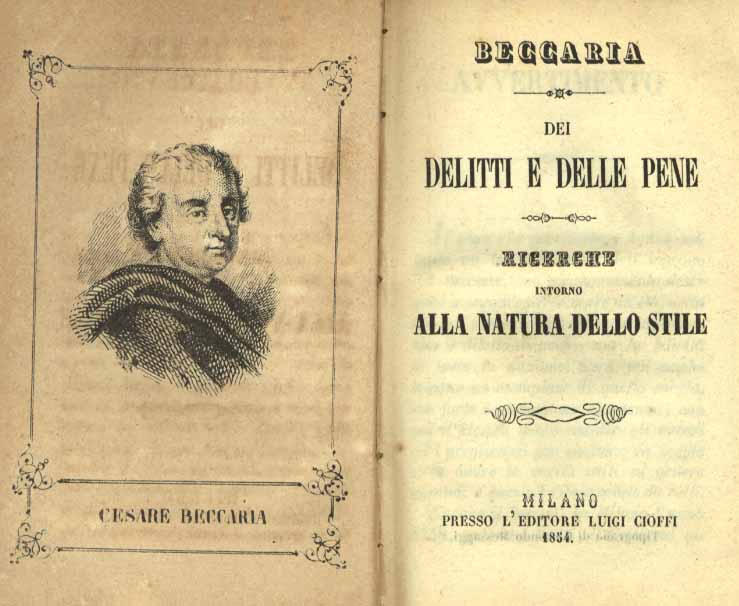 CESARE BECCARIA
BECCARIA
DEI
DELITTI E DELLE PENE
RICERCHE
INTORNO
ALLA NATURA DELLO STILE
MILANO
PRESSO L'EDITORE LUIGI CIOFFI
1854.